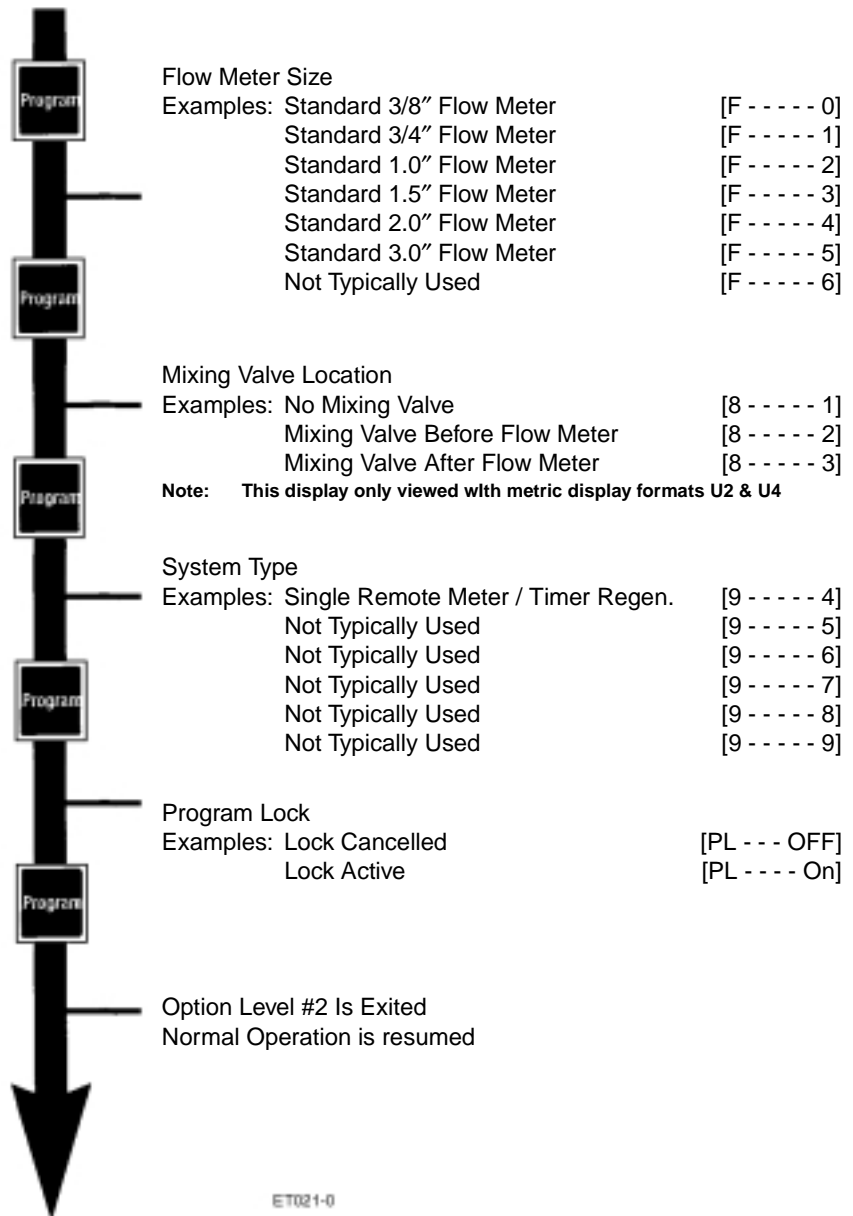 Program
Flow Meter Size
Examples: Standard 3/8″ Flow Meter [F - - - - - 0]
Standard 3/4″ Flow Meter [F - - - - - 1]
Standard 1.0″ Flow Meter [F - - - - - 2]
Standard 1.5″ Flow Meter [F - - - - - 3]
Standard 2.0″ Flow Meter [F - - - - - 4]
Standard 3.0″ Flow Meter [F - - - - - 5]
Not Typically Used [F - - - - - 6]
Program
Mixing Valve Location
Examples: No Mixing Valve [8 - - - - - 1]
Mixing Valve Before Flow Meter [8 - - - - - 2]
Mixing Valve After Flow Meter [8 - - - - - 3]
Note: This display only viewed wIth metric display formats U2 & U4
Program
System Type
Examples: Single Remote Meter / Timer Regen. [9 - - - - - 4]
Not Typically Used [9 - - - - - 5]
Not Typically Used [9 - - - - - 6]
Not Typically Used [9 - - - - - 7]
Not Typically Used [9 - - - - - 8]
Not Typically Used [9 - - - - - 9]
Program
Program Lock
Examples: Lock Cancelled [PL - - - OFF]
Lock Active [PL - - - - On]
Program
Option Level #2 Is Exited
Normal Operation is resumed
ET021-0